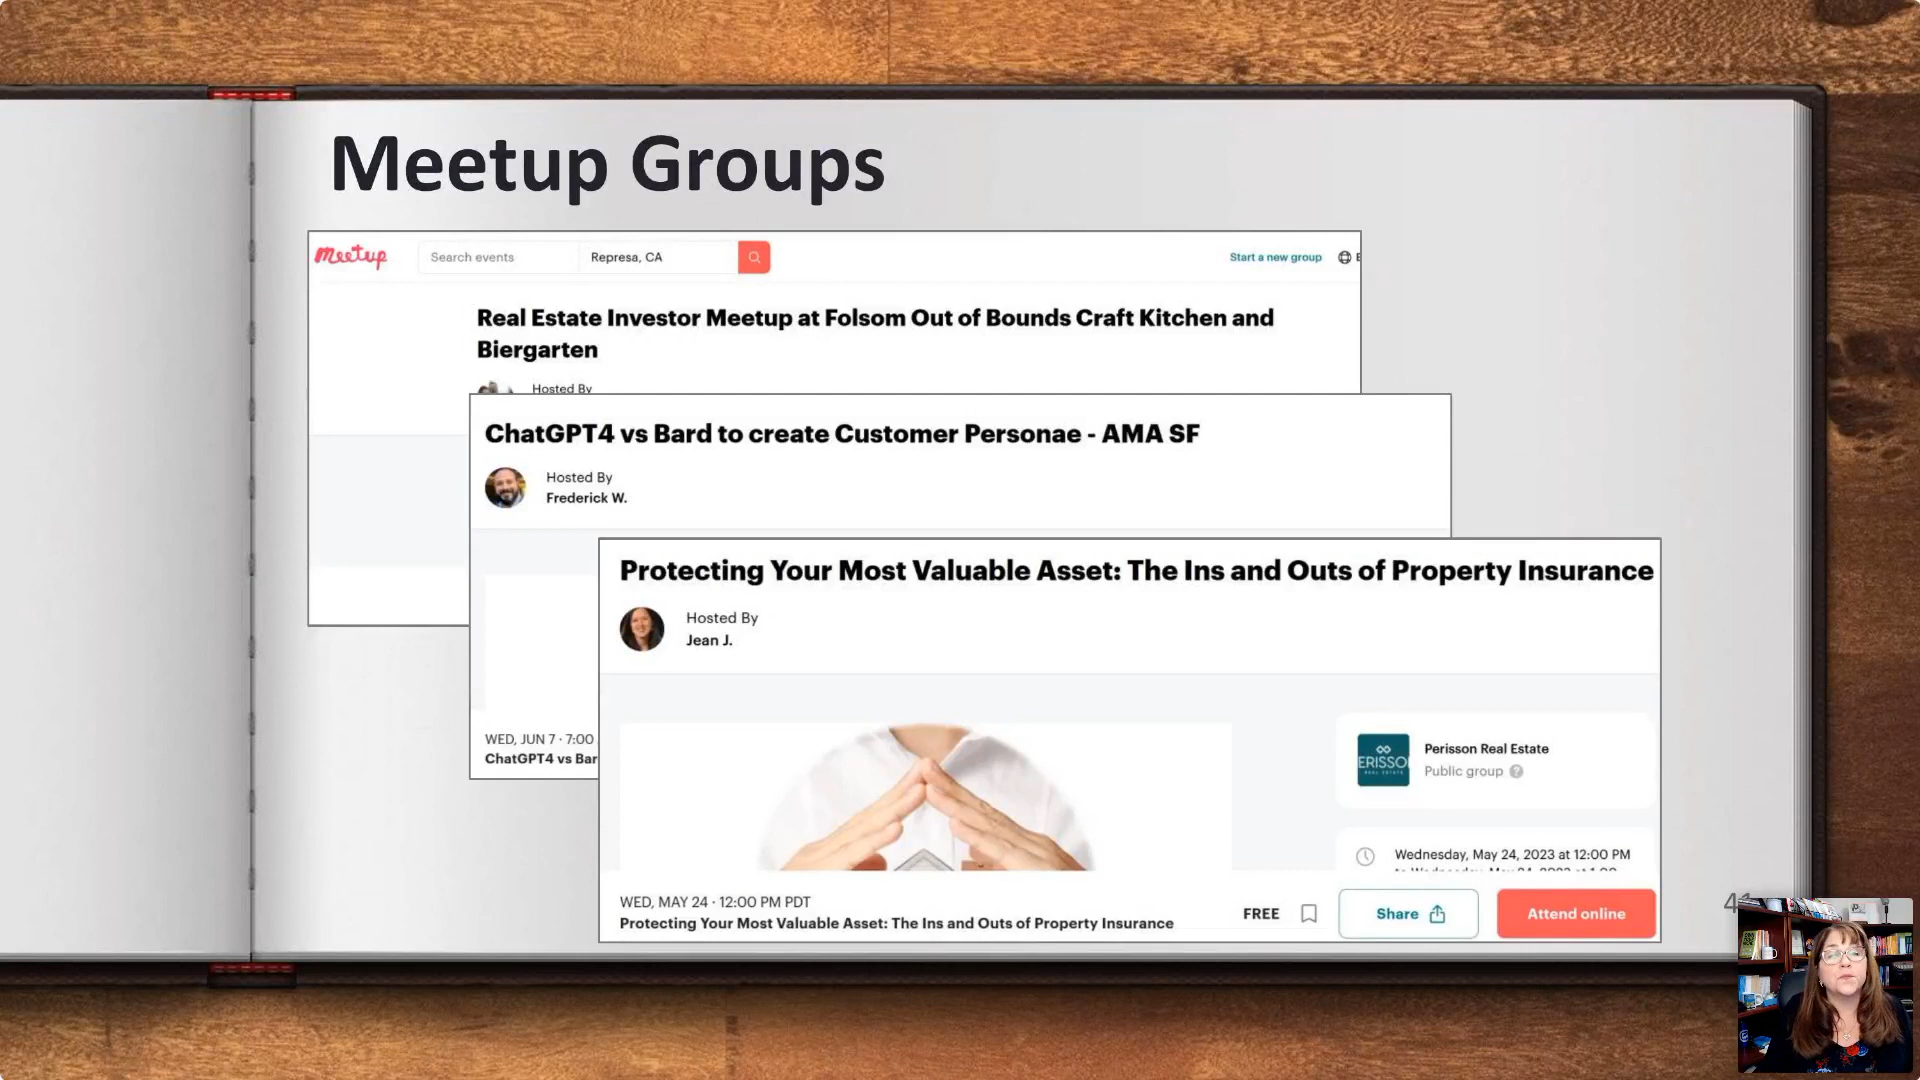 Meetup Groups
meetup
Search events
Represa, CA
Start a new group
Real Estate Investor Meetup at Folsom Out of Bounds Craft Kitchen and
Biergarten
Hosted By
ChatGPT4 vs Bard to create Customer Personae - AMA SF
Hosted By
Frederick W.
WED, JUN 7 · 7:00
ChatGPT4 vs Bar
Protecting Your Most Valuable Asset: The Ins and Outs of Property Insurance
Hosted By
Jean J.
ERISSO
REAL ESTATE
Perisson Real Estate
Public group
Wednesday, May 24, 2023 at 12:00 PM
WED, MAY 24 · 12:00 PM PDT
Protecting Your Most Valuable Asset: The Ins and Outs of Property Insurance
FREE
Share
Attend online